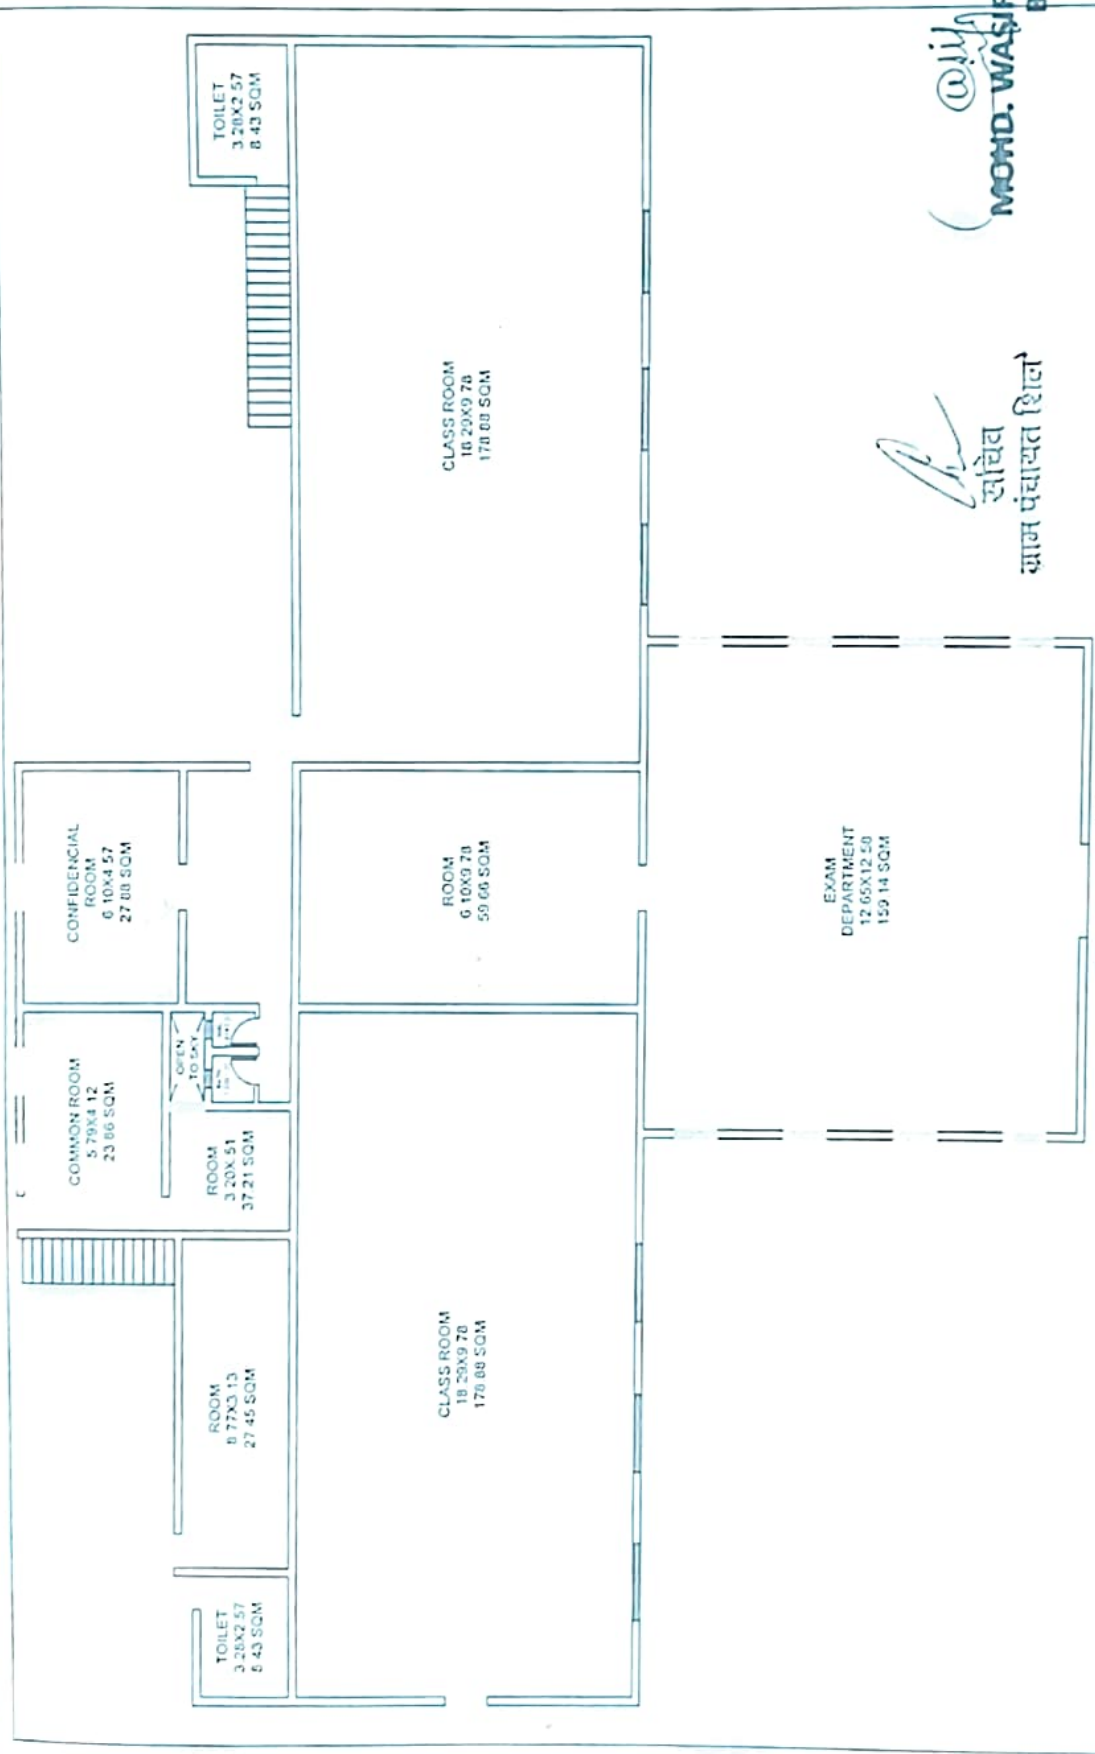 TOILET
3.28X2.57
8.43 SQM
CLASS ROOM
18.29X9.78
178.88 SQM
CONFIDENCIAL
ROOM
6.10X4.57
27.88 SQM
ROOM
6.10X9.78
59.66 SQM
EXAM
DEPARTMENT
12.65X12.58
159.14 SQM
COMMON ROOM
5.79X4.12
23.86 SQM
OPEN
TO SKY
ROOM
3.20X.51
37.21 SQM
ROOM
8.77X3.13
27.45 SQM
CLASS ROOM
18.29X9.78
178.88 SQM
TOILET
3.28X2.57
8.43 SQM
सचिव
ग्राम पंचायत शिलो
MOHD. WASIF